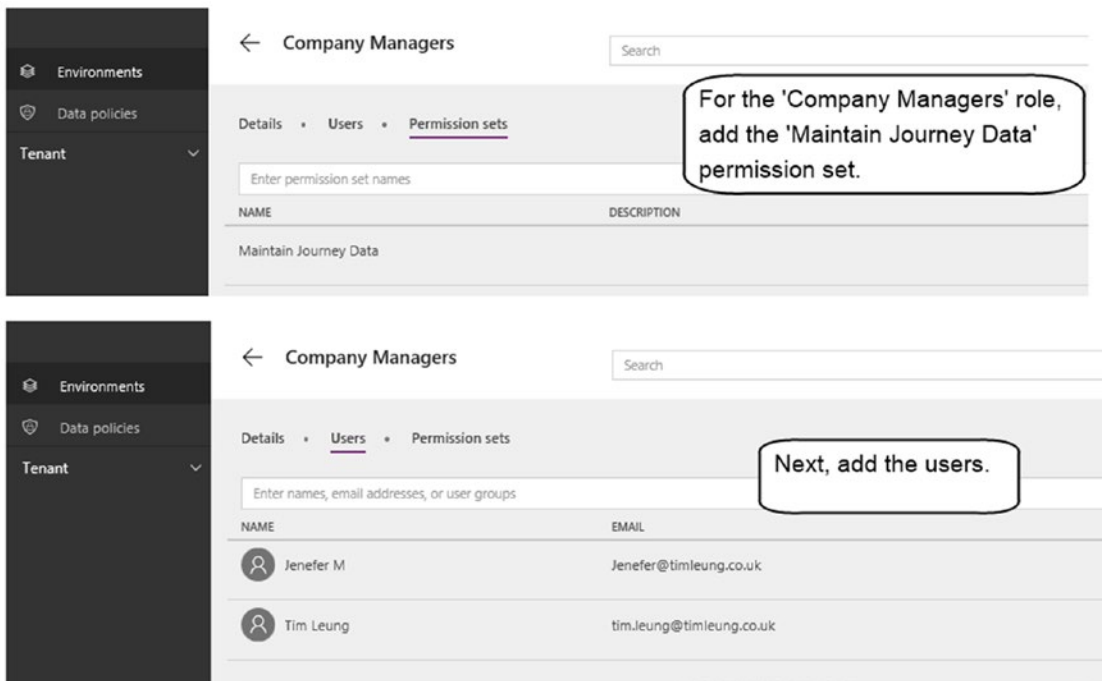 Company Managers
Search
Environments
Data policies
Tenant
For the 'Company Managers' role,
add the 'Maintain Journey Data'
permission set.
Details • Users • Permission sets
Enter permission set names
NAME DESCRIPTION
Maintain Journey Data
Company Managers
Search
Environments
Data policies
Tenant
Details • Users • Permission sets
Next, add the users.
Enter names, email addresses, or user groups
NAME EMAIL
Jenefer M Jenefer@timleung.co.uk
Tim Leung tim.leung@timleung.co.uk